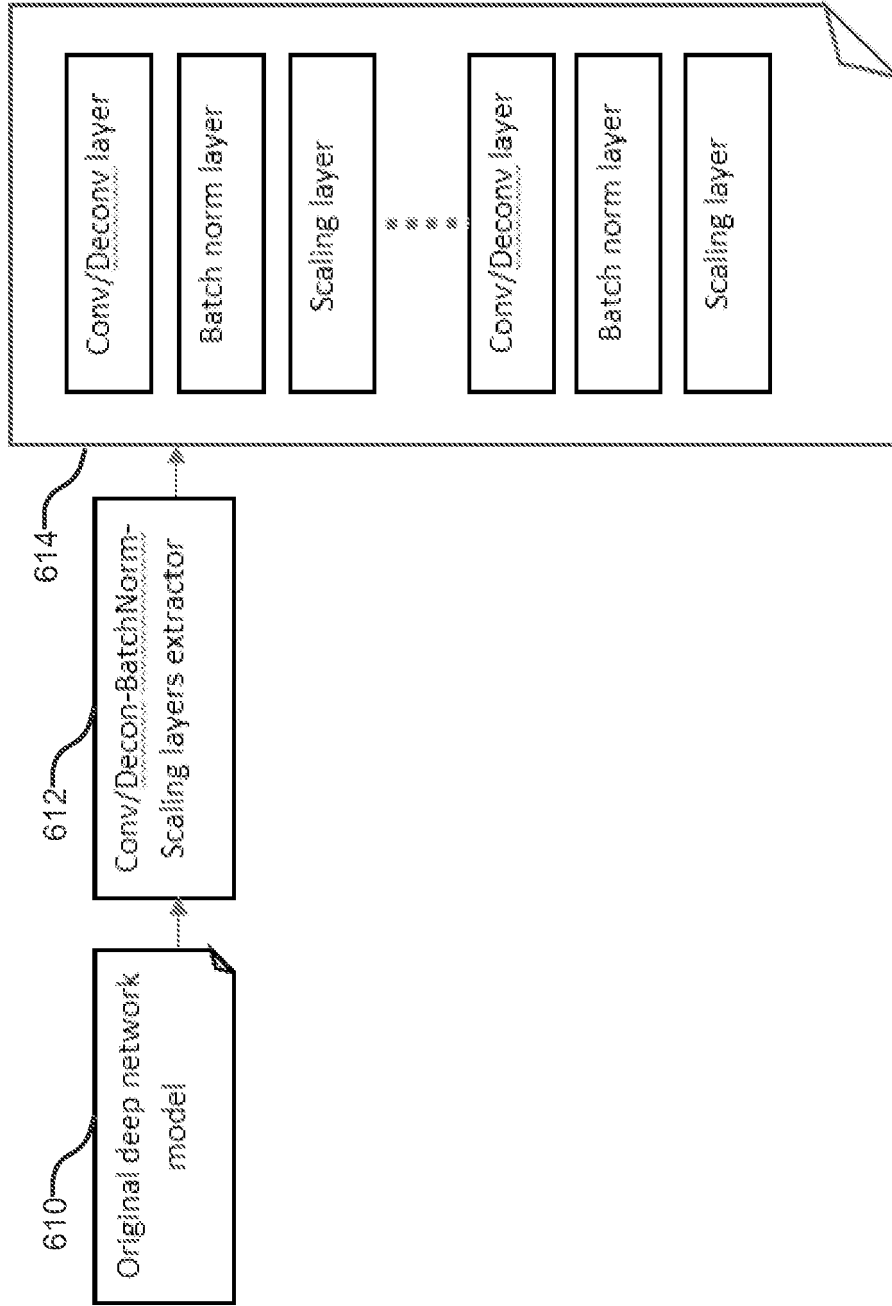 610
Original deep network
model
612
Conv/Decon-BatchNorm-
Scaling layers extractor
614
Conv/Deconv layer
Batch norm layer
Scaling layer
Conv/Deconv layer
Batch norm layer
Scaling layer